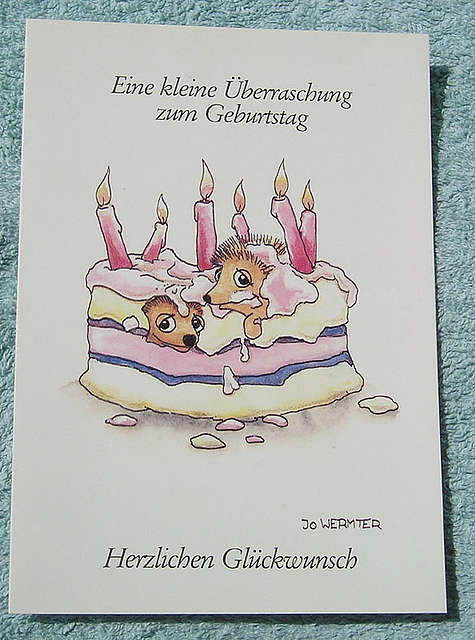 Eine kleine Überraschung
zum Geburtstag
JO WERMTER
Herzlichen Glückwunsch